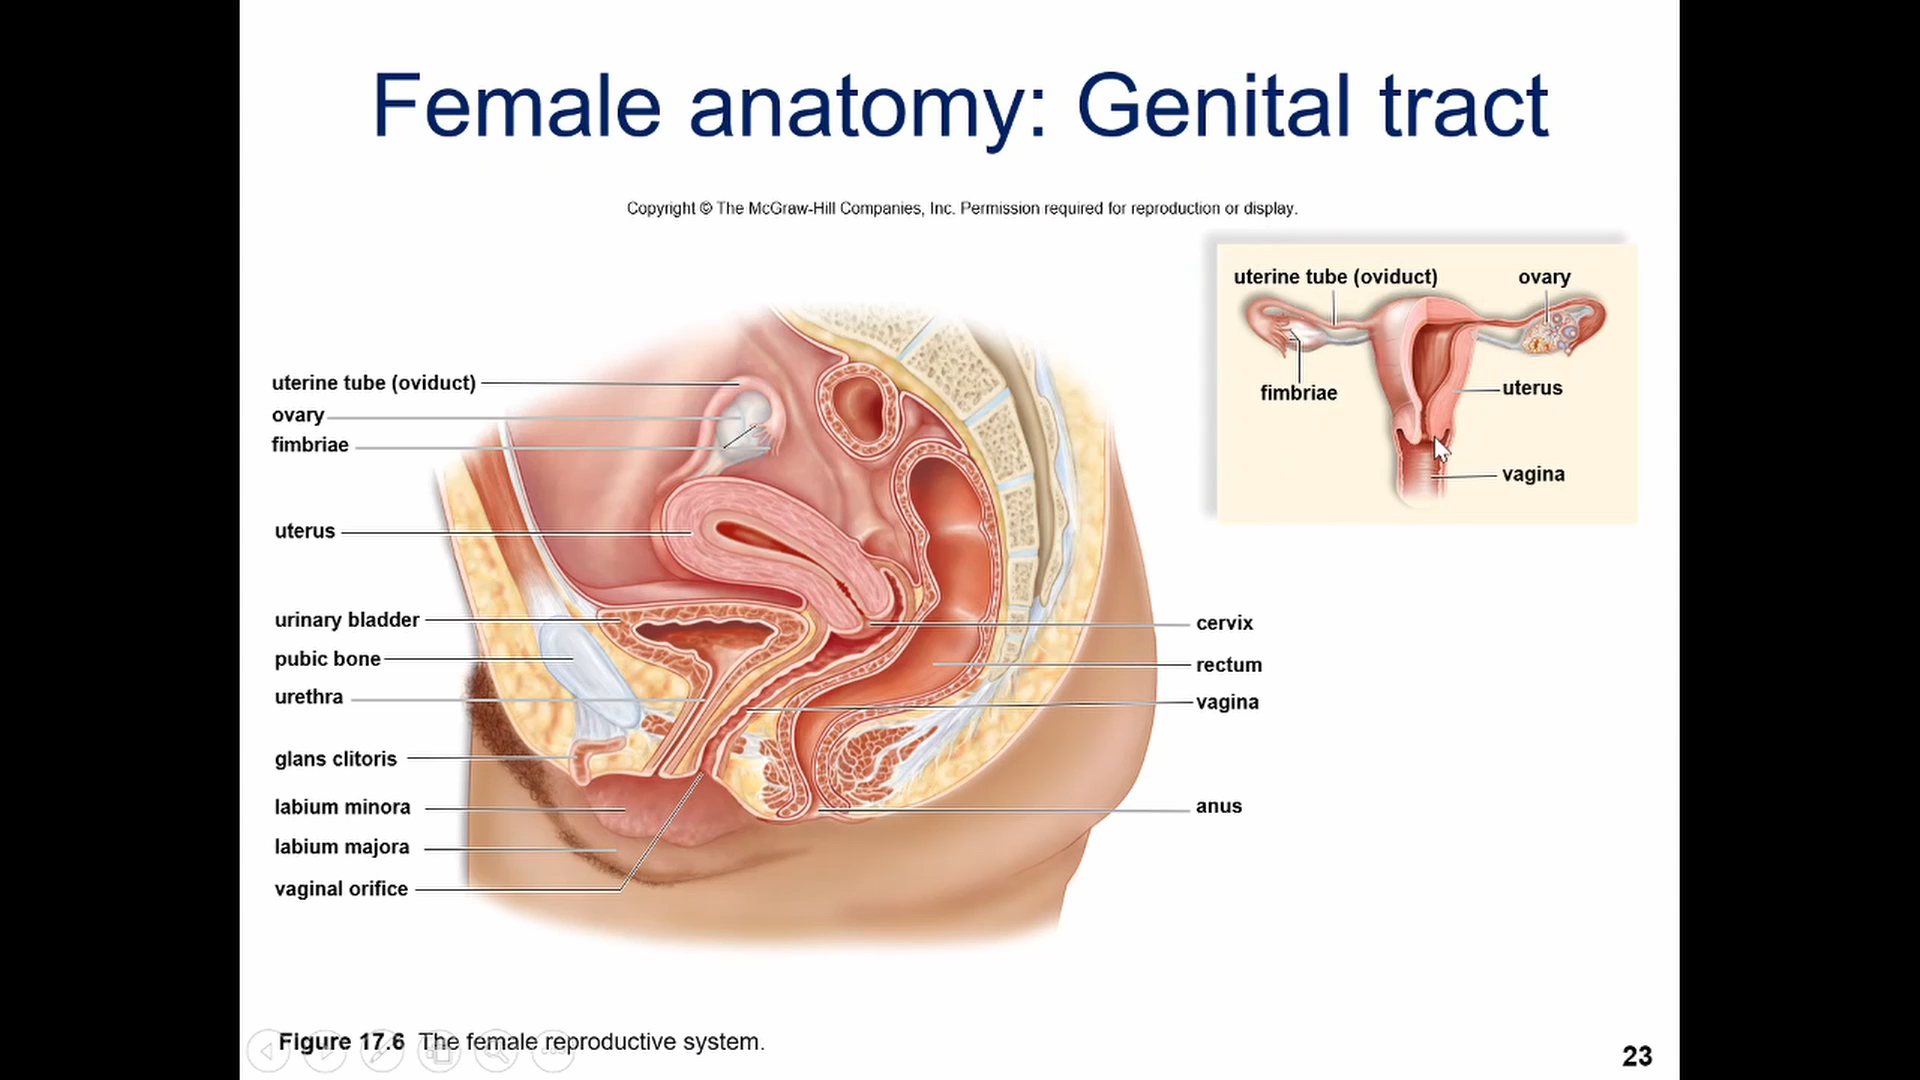 Female anatomy: Genital tract
Copyright © The McGraw-Hill Companies, Inc. Permission required for reproduction or display.
uterine tube (oviduct)
ovary
fimbriae
uterus
vagina
uterine tube (oviduct)
ovary
fimbriae
uterus
urinary bladder
pubic bone
urethra
glans clitoris
labium minora
labium majora
vaginal orifice
cervix
rectum
vagina
anus
Figure 17.6 The female reproductive system.
23